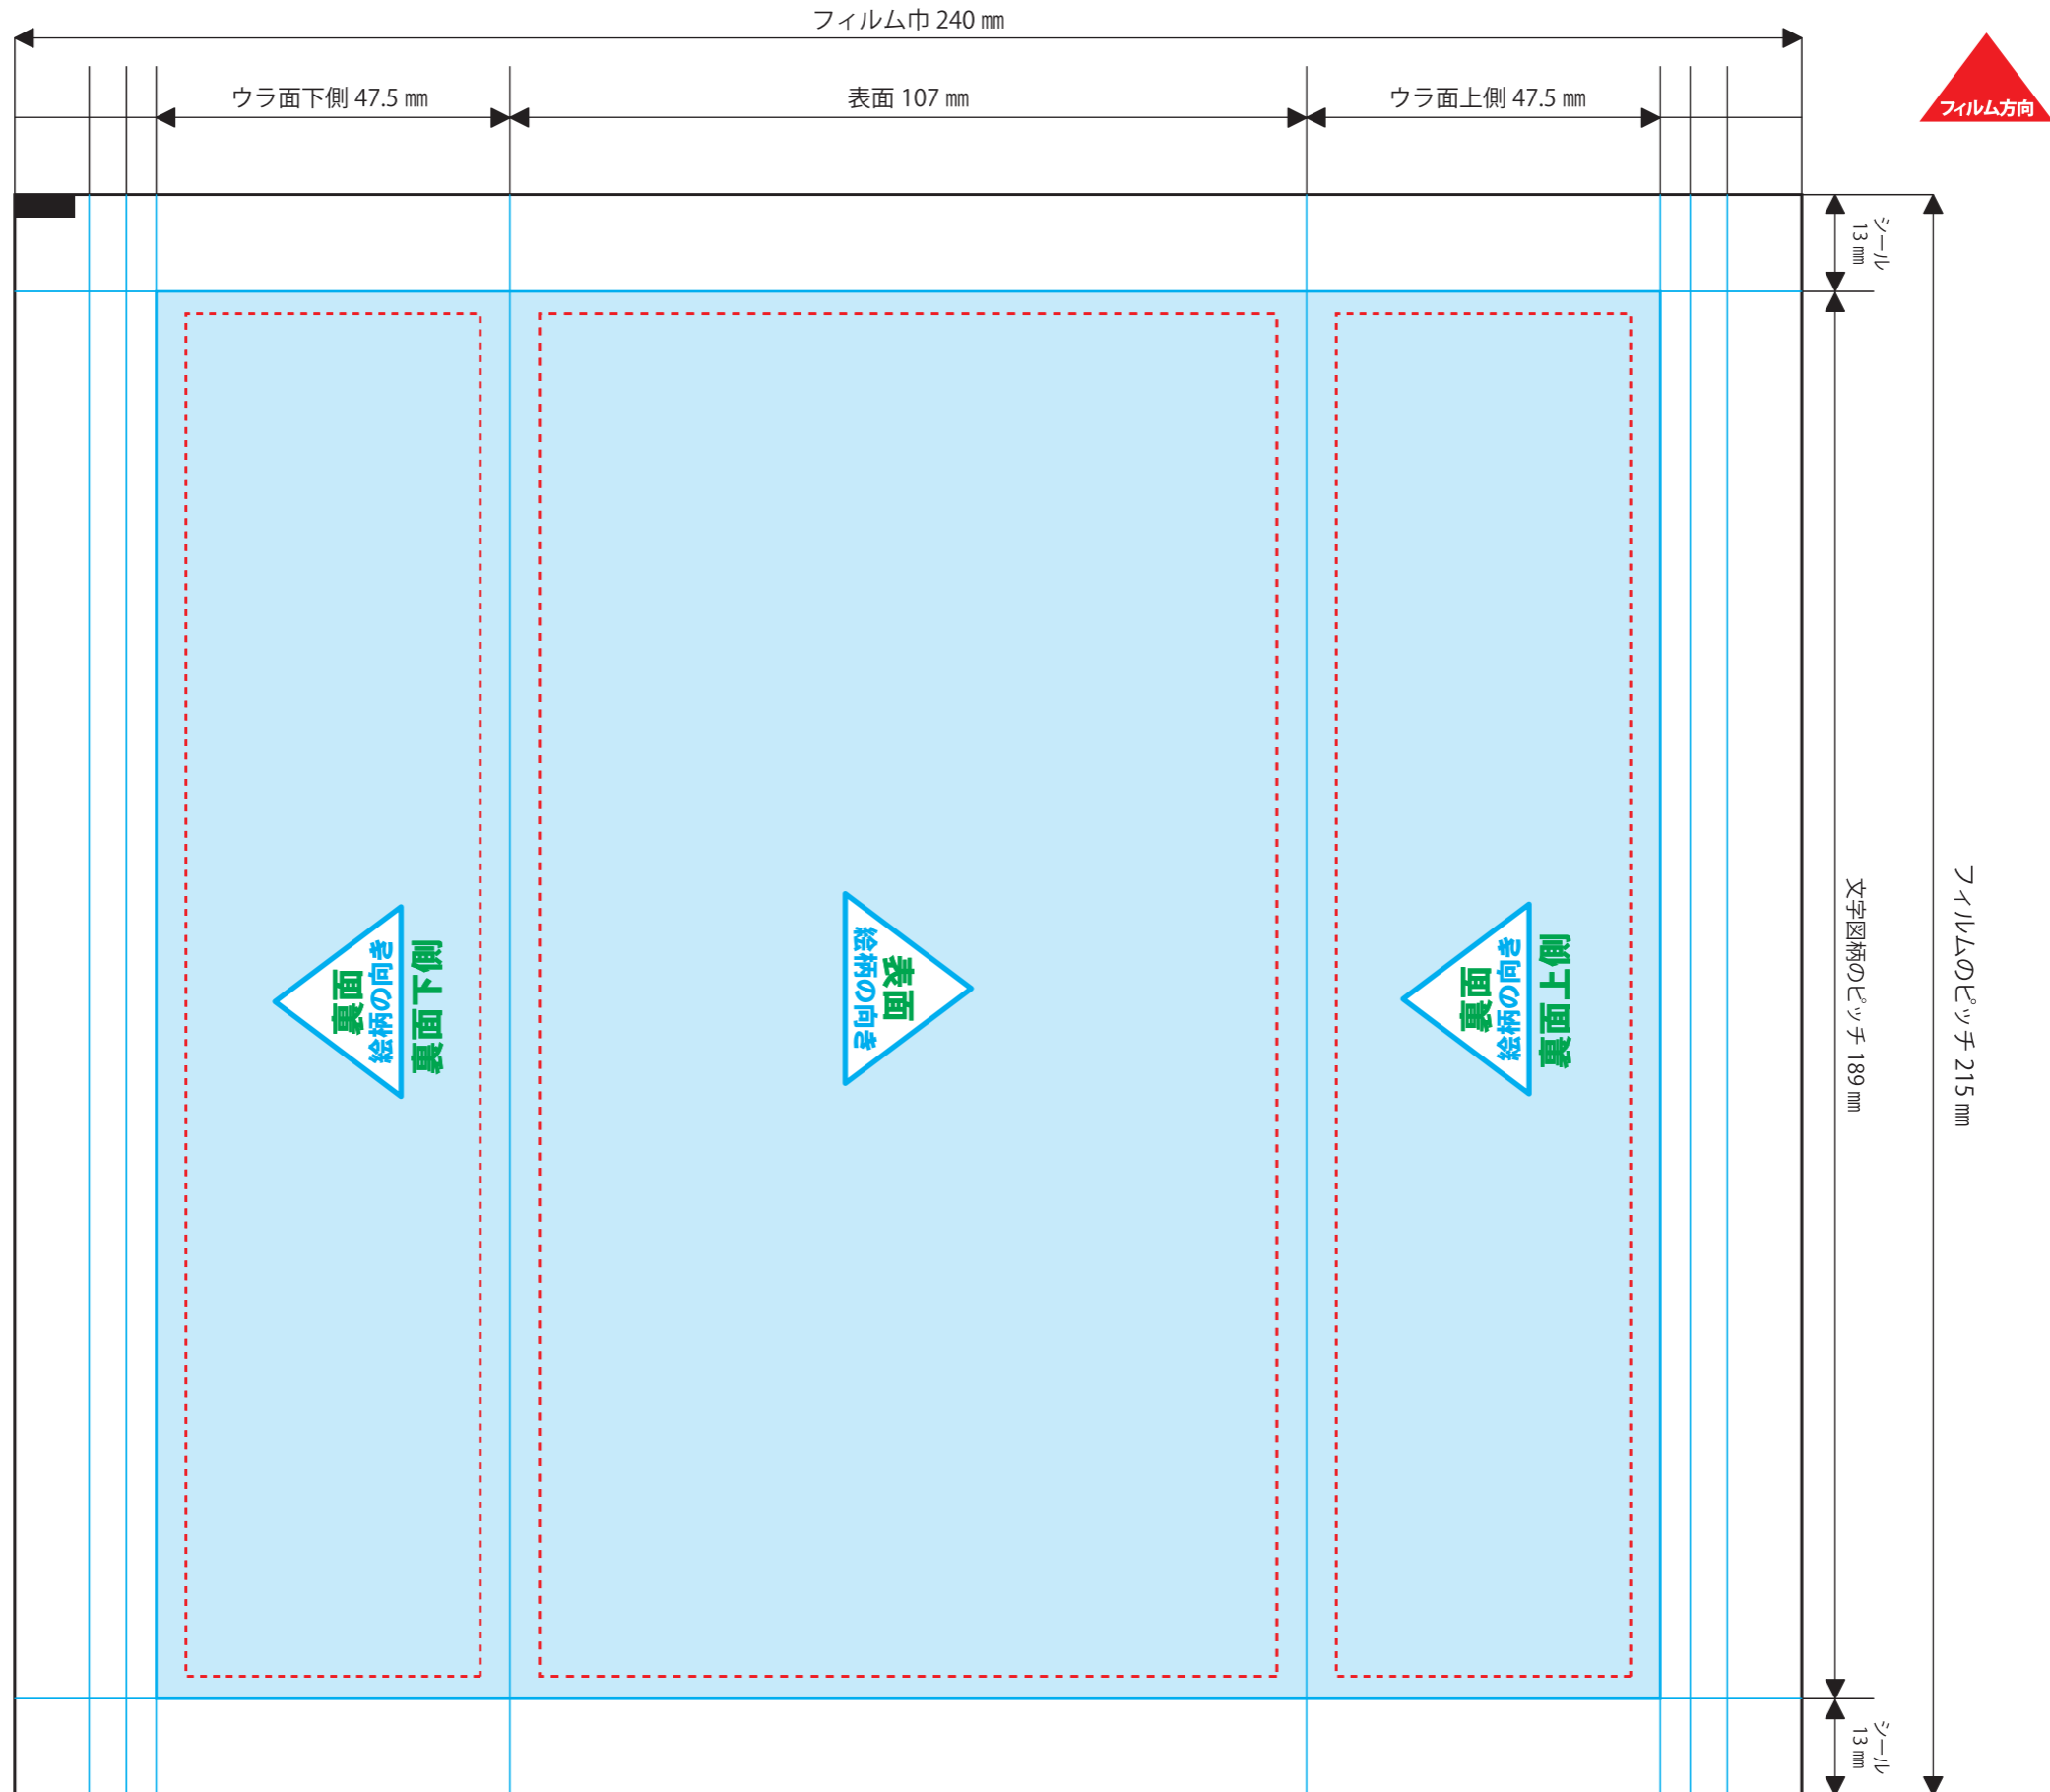 フィルム巾 240 ㎜
ウラ面下側 47.5 ㎜
表面 107 ㎜
ウラ面上側 47.5 ㎜
フィルム方向
シール
13 ㎜
裏面
絵柄の向き
裏面下側
表面
絵柄の向き
裏面
絵柄の向き
裏面上側
文字図柄のピッチ 189 ㎜
フィルムのピッチ 215 ㎜
シール
13 ㎜